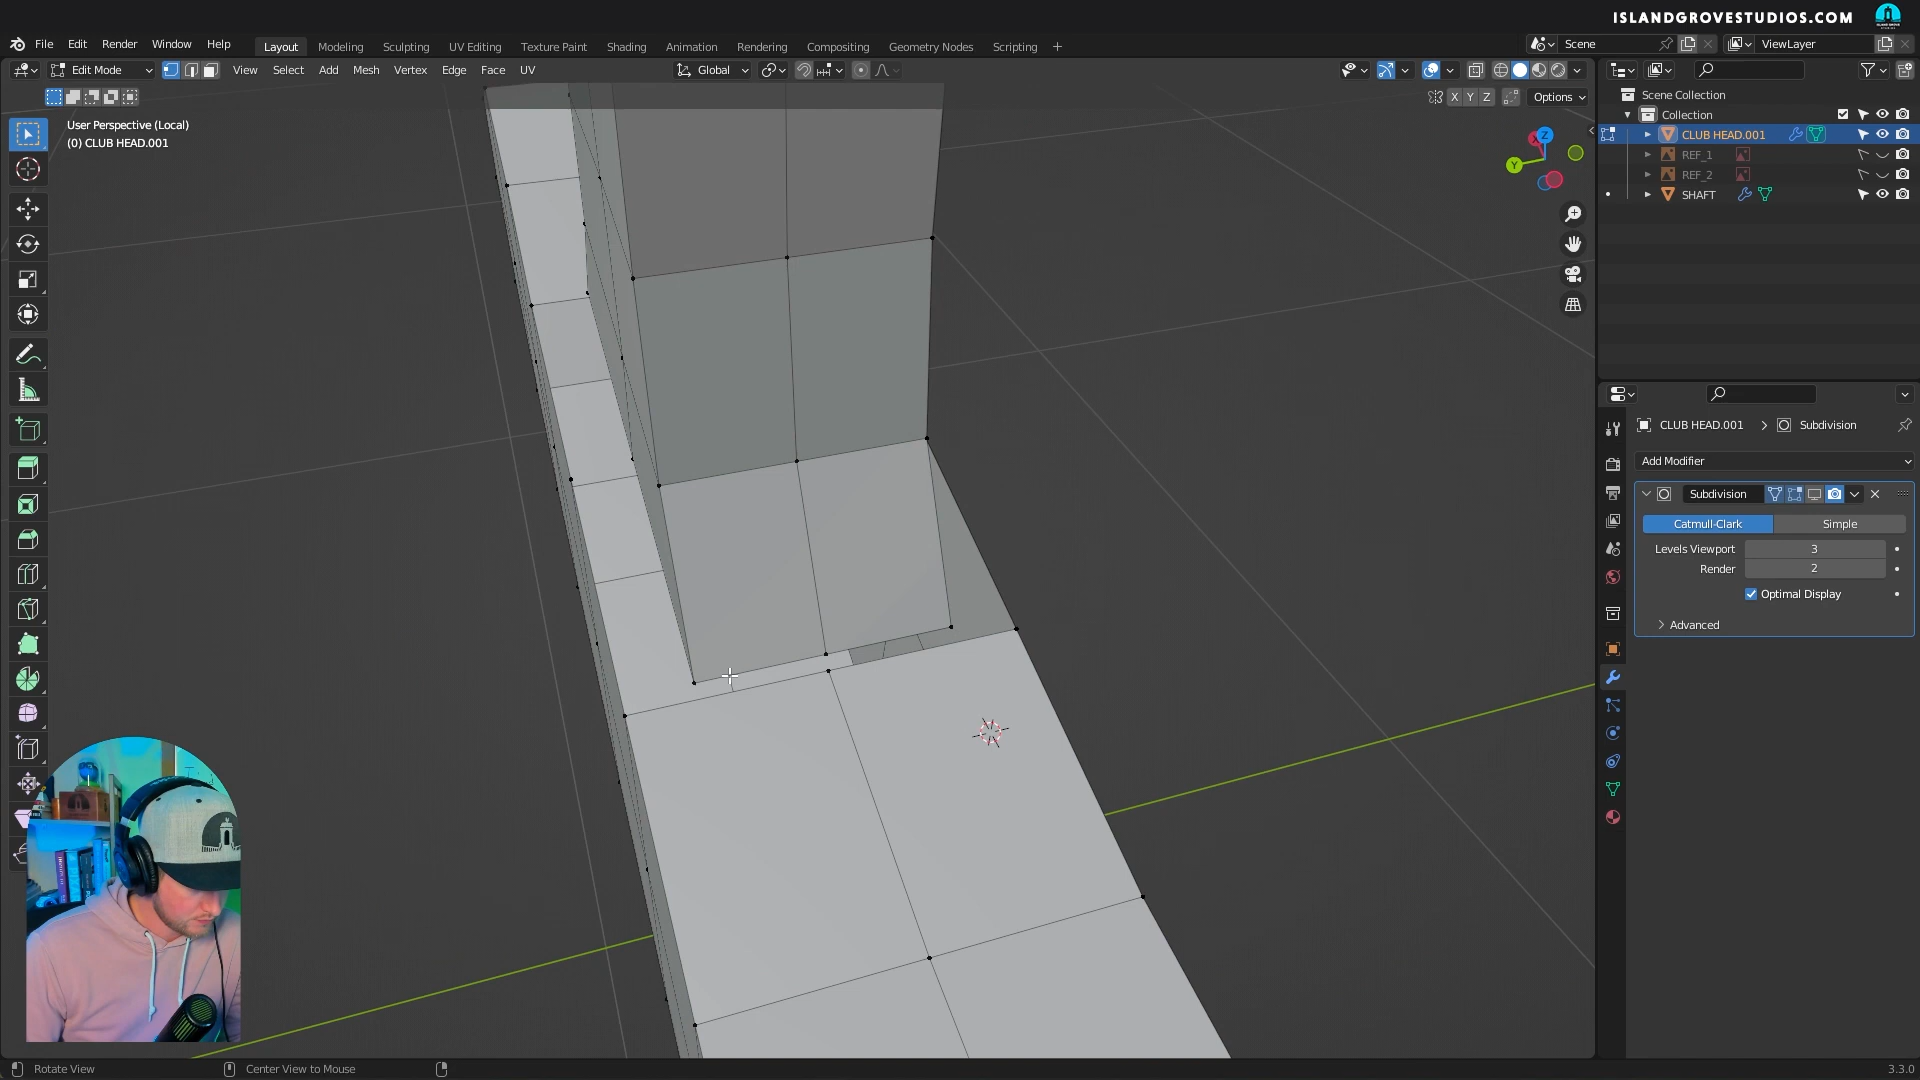 ISLANDGROVESTUDIOS.COM
File Edit Render Window Help
Layout Modeling Sculpting UV Editing Texture Paint Shading Animation Rendering Compositing Geometry Nodes Scripting +
Scene
ViewLayer
Edit Mode
View Select Add Mesh Vertex Edge Face UV
Global
X Y Z
Options
User Perspective (Local)
(0) CLUB HEAD.001
Z
X
Y
Scene Collection
Collection
CLUB HEAD.001
REF_1
REF_2
SHAFT
CLUB HEAD.001 > Subdivision
Add Modifier
Subdivision
Catmull-Clark Simple
Levels Viewport 3
Render 2
Optimal Display
Advanced
Rotate View
Center View to Mouse
3.3.0